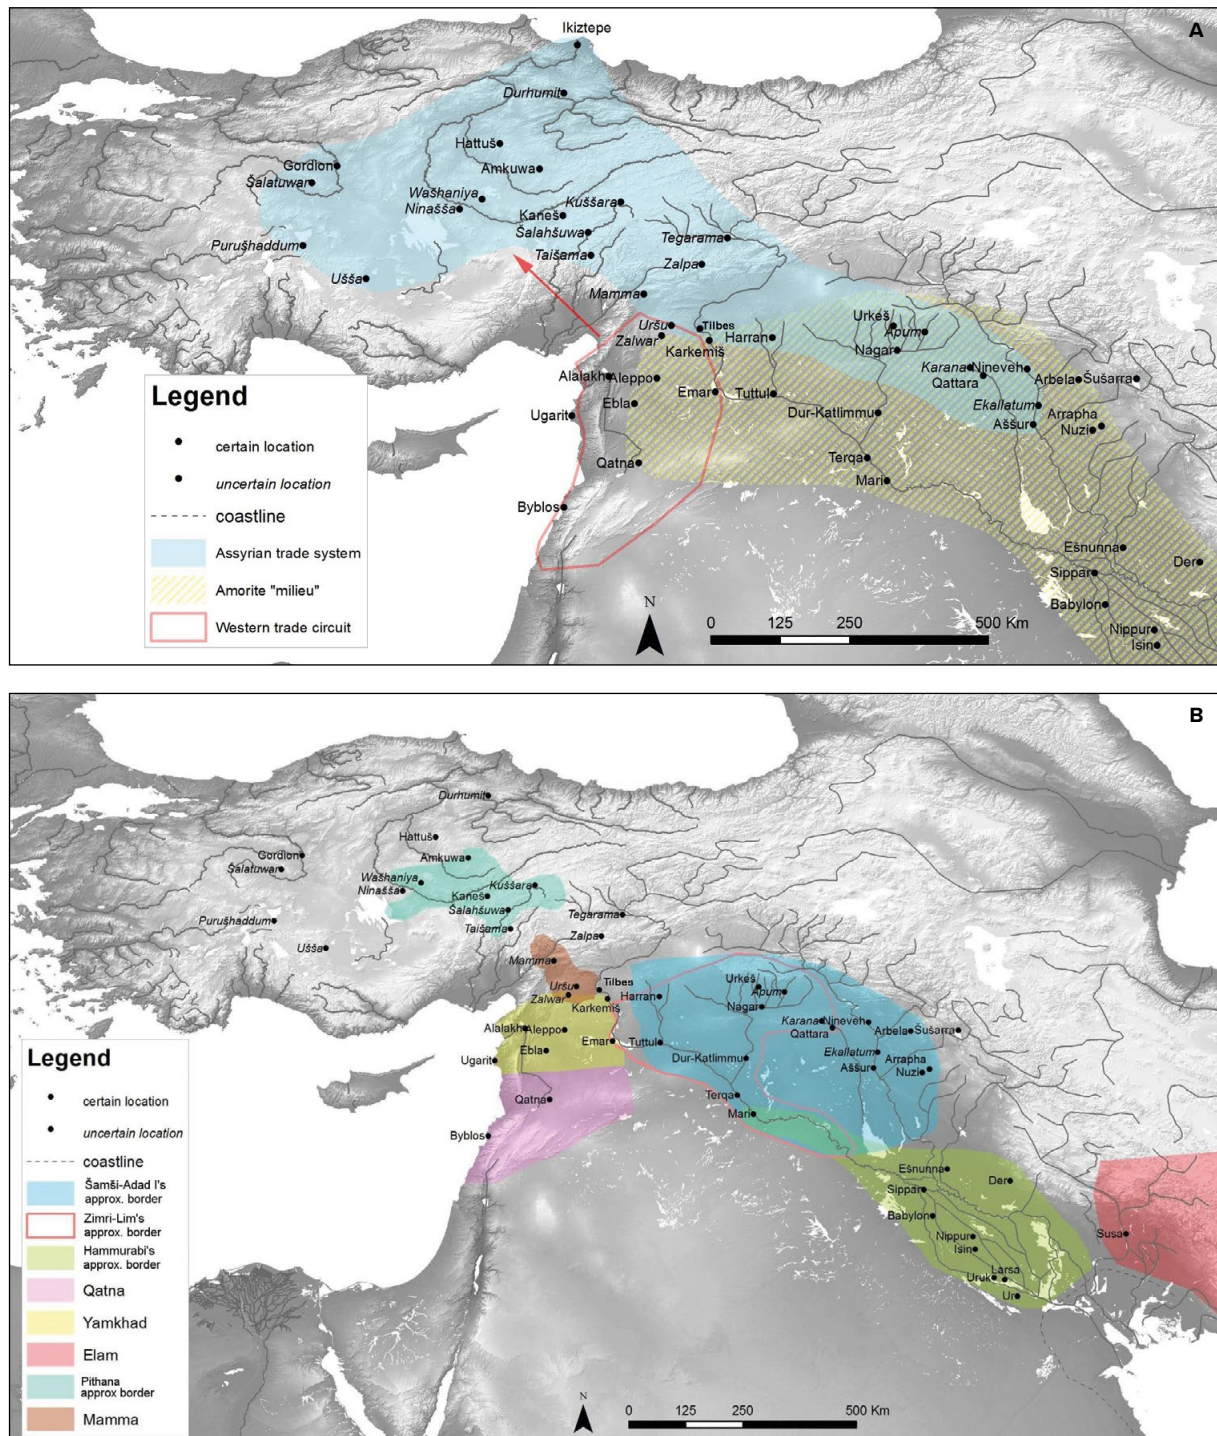 A
Ikiztepe
Durhumit
Hattuš
Amkuwa
Gordion
Šalatuwar
Wašhaniya
Ninašša
Kuššara
Kaneš
Šalahšuwa
Purušhaddum
Taišama
Tegarama
Zalpa
Ušša
Mamma
Uršu
Tilbes
Zalwar
Karkemiš
Harran
Urkeš
Apum
Nagar
Karana
Nineveh
Qattara
Arbela
Šušarra
Alalakh
Aleppo
Emar
Tuttul
Ebla
Ugarit
Dur-Katlimmu
Ekallatum
Aššur
Arrapha
Nuzi
Qatna
Terqa
Mari
Byblos
Ešnunna
Der
Sippar
Babylon
Nippur
Isin
Legend
certain location
uncertain location
coastline
Assyrian trade system
Amorite "milieu"
Western trade circuit
N
0 125 250 500 Km
B
Durhumit
Hattuš
Amkuwa
Gordion
Šalatuwar
Wašhaniya
Ninašša
Kuššara
Kaneš
Šalahšuwa
Purušhaddum
Taišama
Tegarama
Zalpa
Ušša
Mamma
Uršu
Tilbes
Zalwar
Karkemiš
Harran
Urkeš
Apum
Nagar
Karana
Nineveh
Qattara
Arbela
Šušarra
Alalakh
Aleppo
Emar
Tuttul
Ebla
Ugarit
Dur-Katlimmu
Ekallatum
Aššur
Arrapha
Nuzi
Qatna
Terqa
Mari
Byblos
Ešnunna
Der
Sippar
Babylon
Nippur
Isin
Susa
Larsa
Uruk
Ur
Legend
certain location
uncertain location
coastline
Šamši-Adad I's
approx. border
Zimri-Lim's
approx. border
Hammurabi's
approx. border
Qatna
Yamkhad
Elam
Pithana
approx border
Mamma
N
0 125 250 500 Km